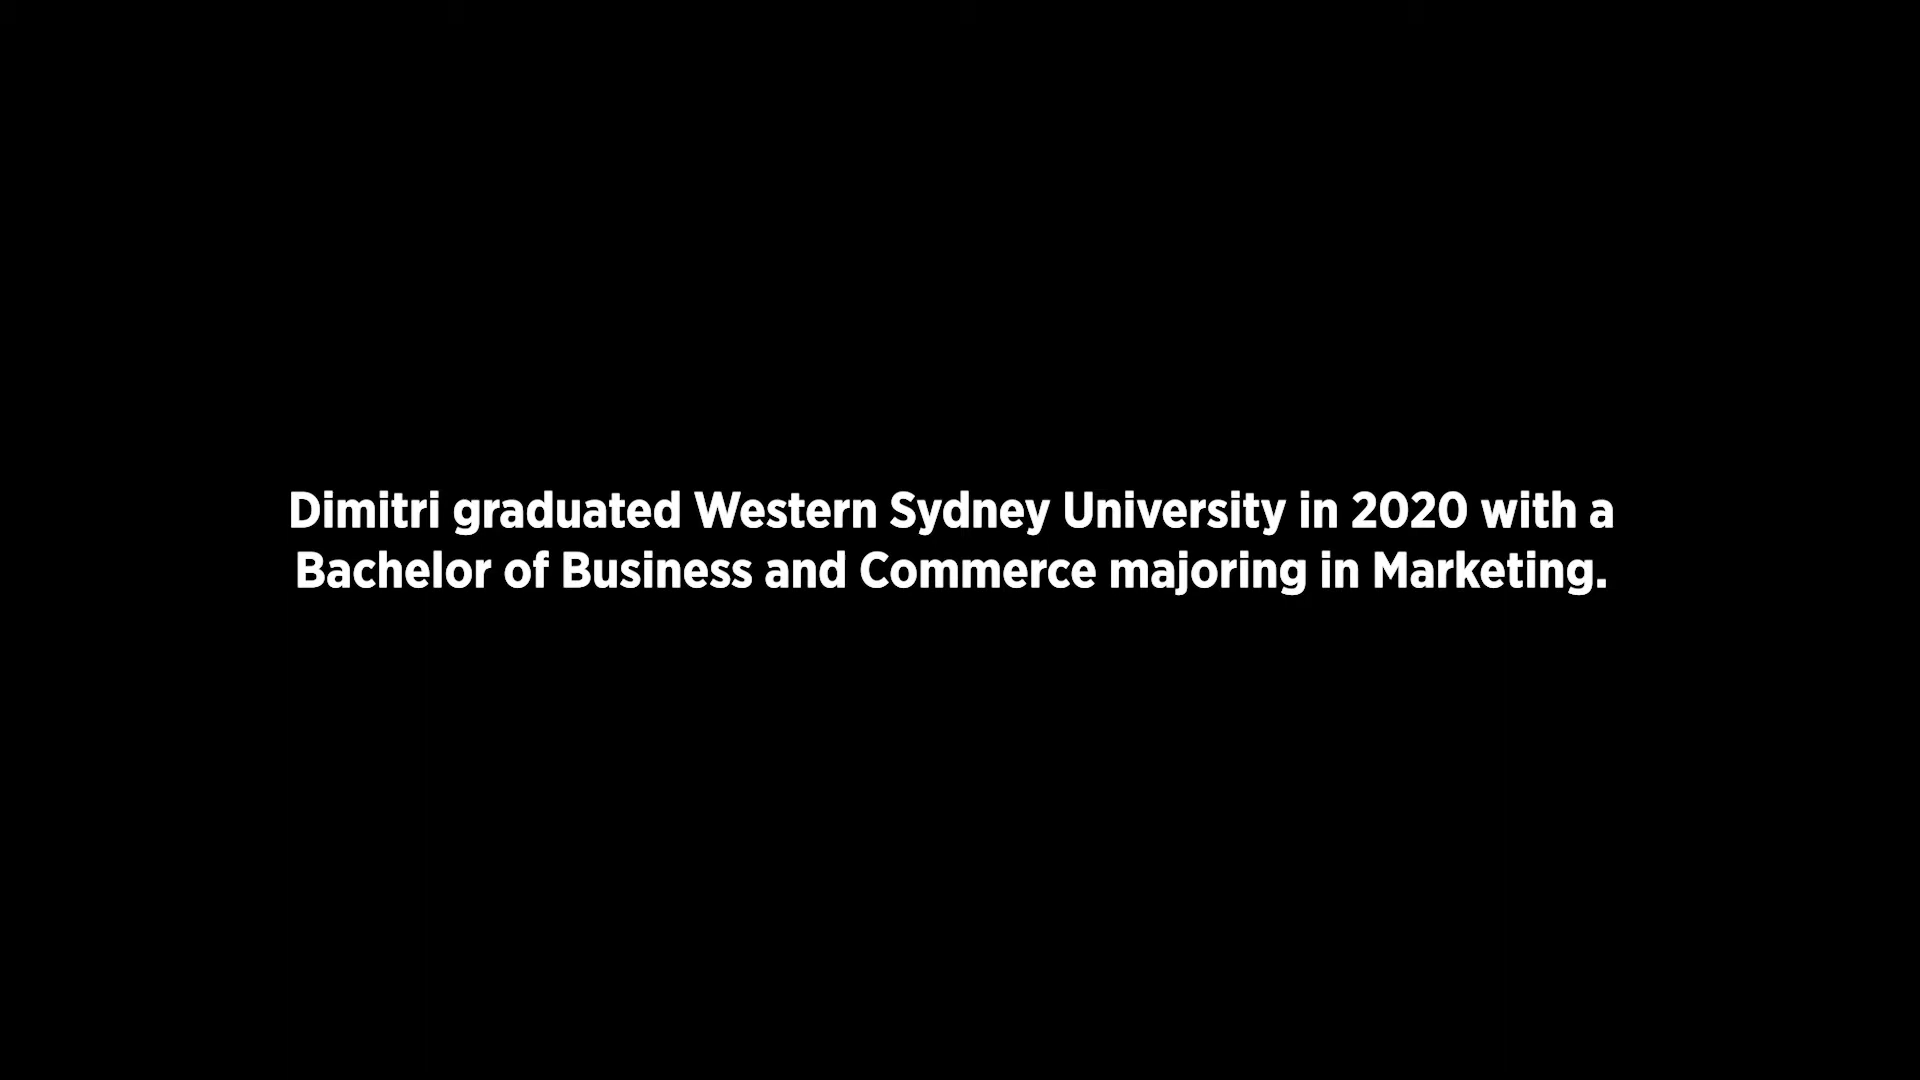 Dimitri graduated Western Sydney University in 2020 with a
Bachelor of Business and Commerce majoring in Marketing.